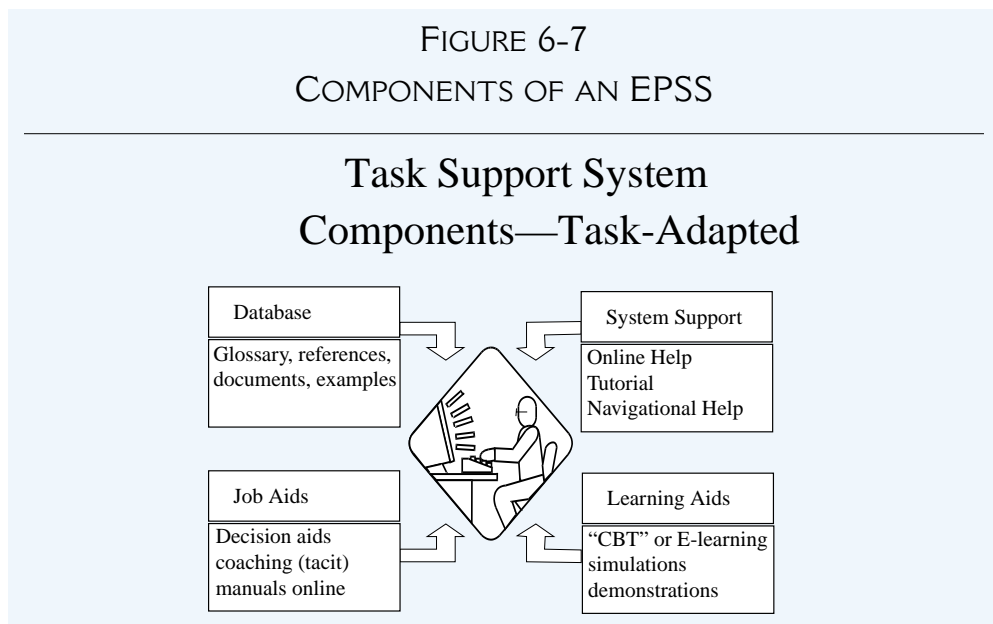 FIGURE 6-7
COMPONENTS OF AN EPSS
Task Support System
Components—Task-Adapted
Database
Glossary, references,
documents, examples
System Support
Online Help
Tutorial
Navigational Help
Job Aids
Decision aids
coaching (tacit)
manuals online
Learning Aids
“CBT” or E-learning
simulations
demonstrations